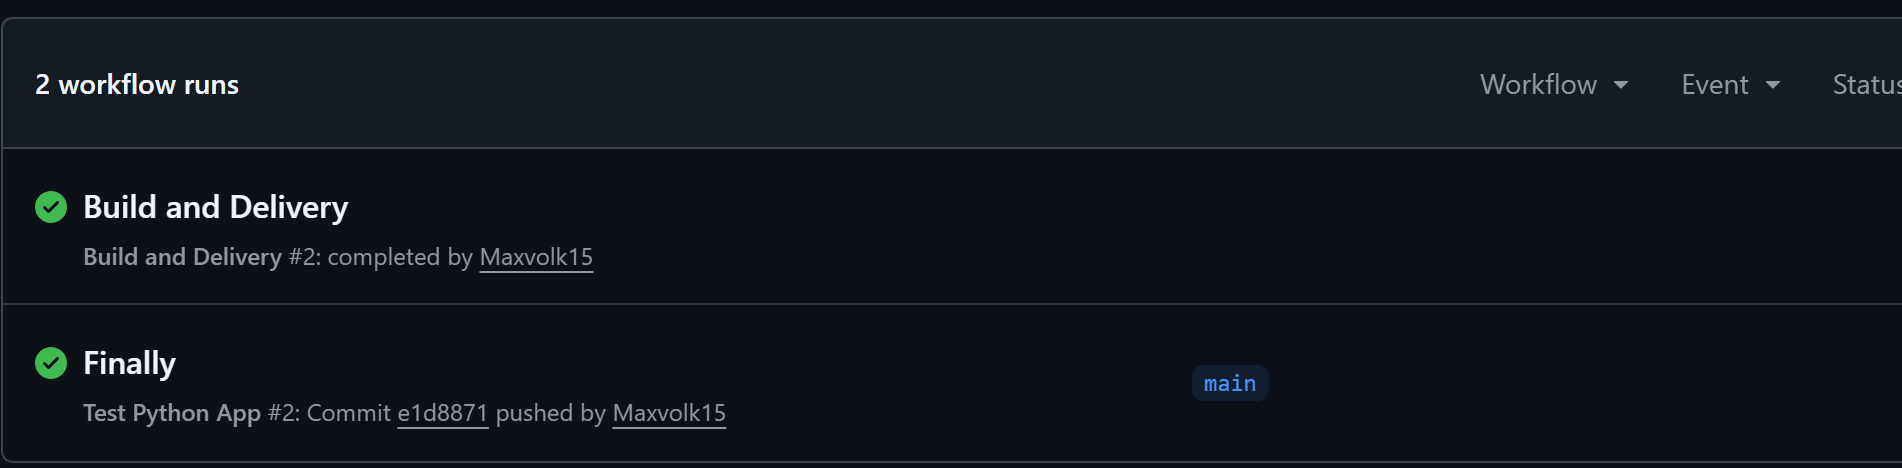 2 workflow runs
Workflow Event
Build and Delivery
Build and Delivery #2: completed by Maxvolk15
Finally
main
Test Python App #2: Commit e1d8871 pushed by Maxvolk15